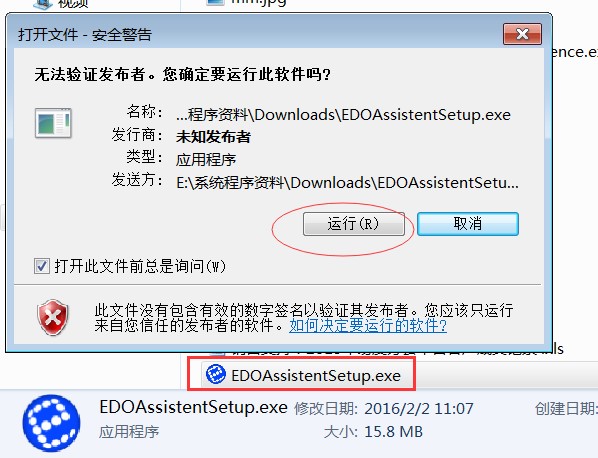 视频
mm.jpg
打开文件 - 安全警告
ence.e
无法验证发布者。您确定要运行此软件吗?
名称: ...程序资料\Downloads\EDOAssistentSetup.exe
发行商: 未知发布者
类型: 应用程序
发送方: E:\系统程序资料\Downloads\EDOAssistentSetu...
运行(R)
取消
打开此文件前总是询问(W)
此文件没有包含有效的数字签名以验证其发布者。您应该只运行
来自您信任的发布者的软件。如何决定要运行的软件?
EDOAssistentSetup.exe
EDOAssistentSetup.exe 修改日期: 2016/2/2 11:07 创建日期:
应用程序 大小: 15.8 MB